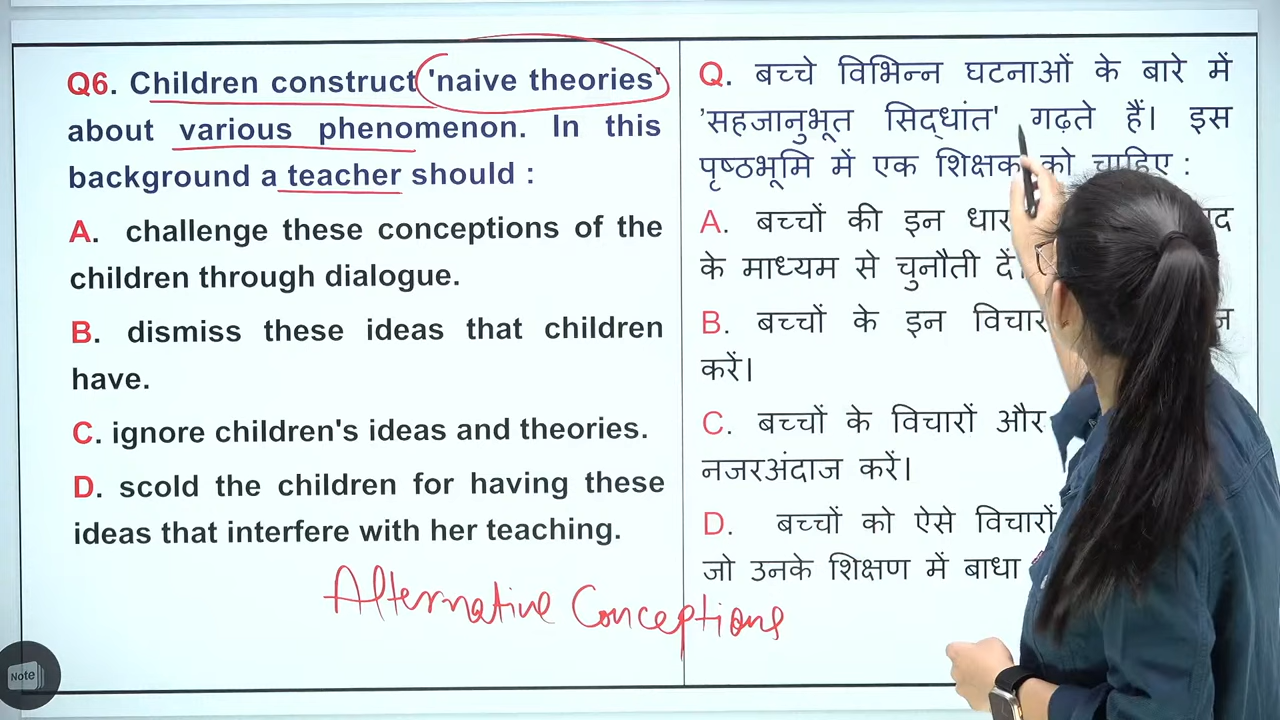 Q6. Children construct 'naive theories'
about various phenomenon. In this
background a teacher should :
A. challenge these conceptions of the
children through dialogue.
B. dismiss these ideas that children
have.
C. ignore children's ideas and theories.
D. scold the children for having these
ideas that interfere with her teaching.
Alternative Conceptions
Q. बच्चे विभिन्न घटनाओं के बारे में
'सहजानुभूत सिद्धांत' गढ़ते हैं। इस
पृष्ठभूमि में एक शिक्षक को चाहिए :
A. बच्चों की इन
के माध्यम से चुनौती दें।
B. बच्चों के इन
करें।
C. बच्चों के विचारों और
नजरअंदाज करें।
D. बच्चों को ऐसे विचारों
जो उनके शिक्षण में बाधा
Note